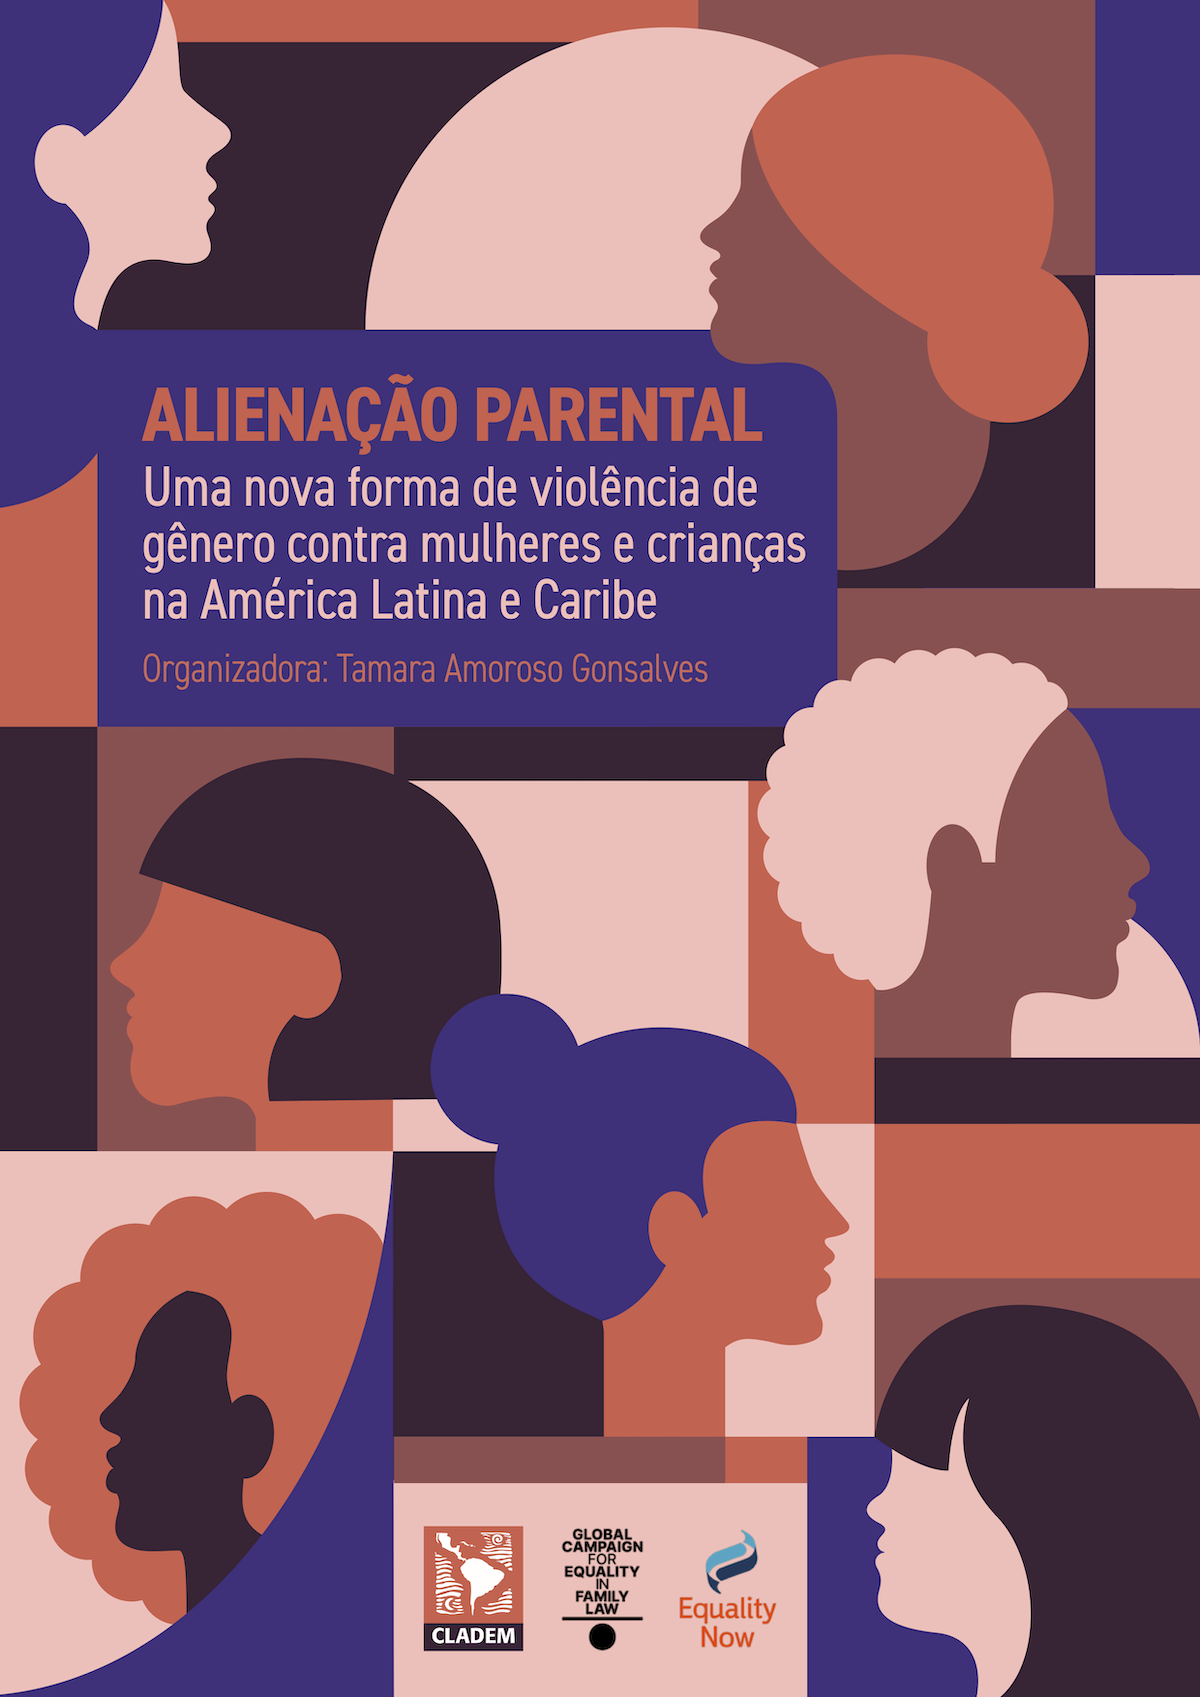 ALIENAÇÃO PARENTAL
Uma nova forma de violência de
gênero contra mulheres e crianças
na América Latina e Caribe
Organizadora: Tamara Amoroso Gonsalves
CLADEM
GLOBAL
CAMPAIGN
FOR
EQUALITY
IN
FAMILY
LAW
Equality
Now